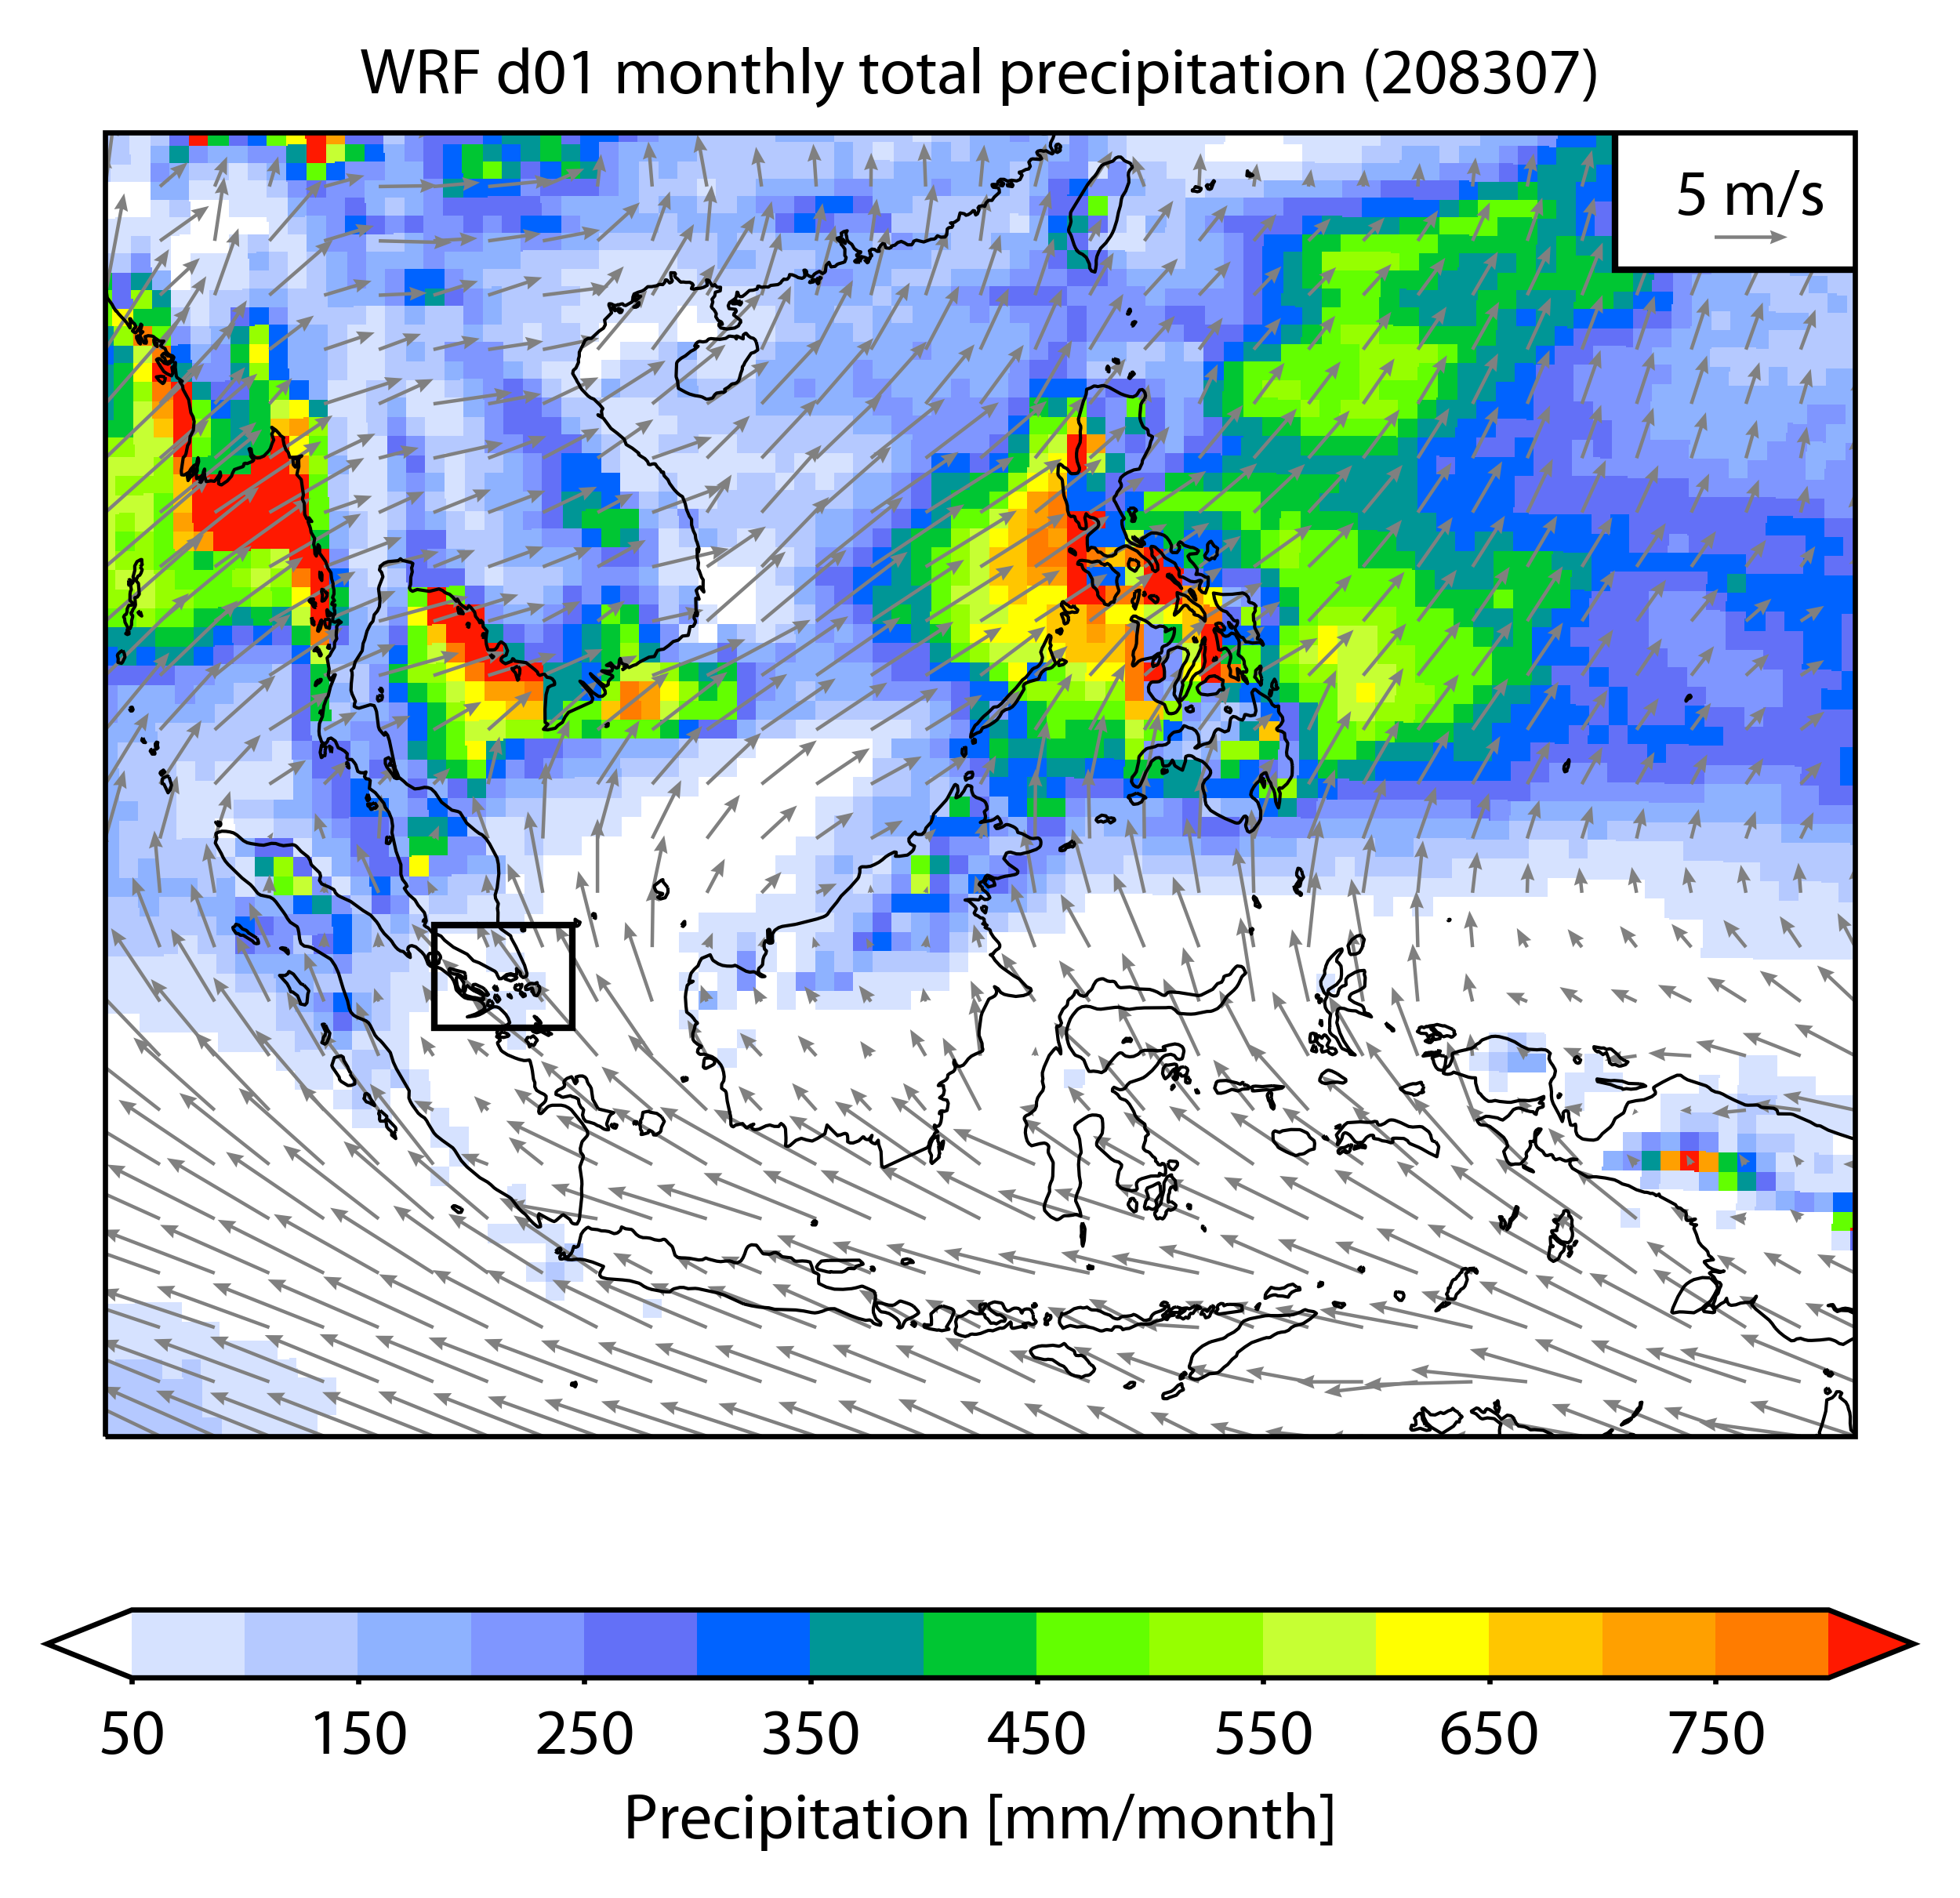 WRF d01 monthly total precipitation (208307)
5 m/s
50 150 250 350 450 550 650 750
Precipitation [mm/month]